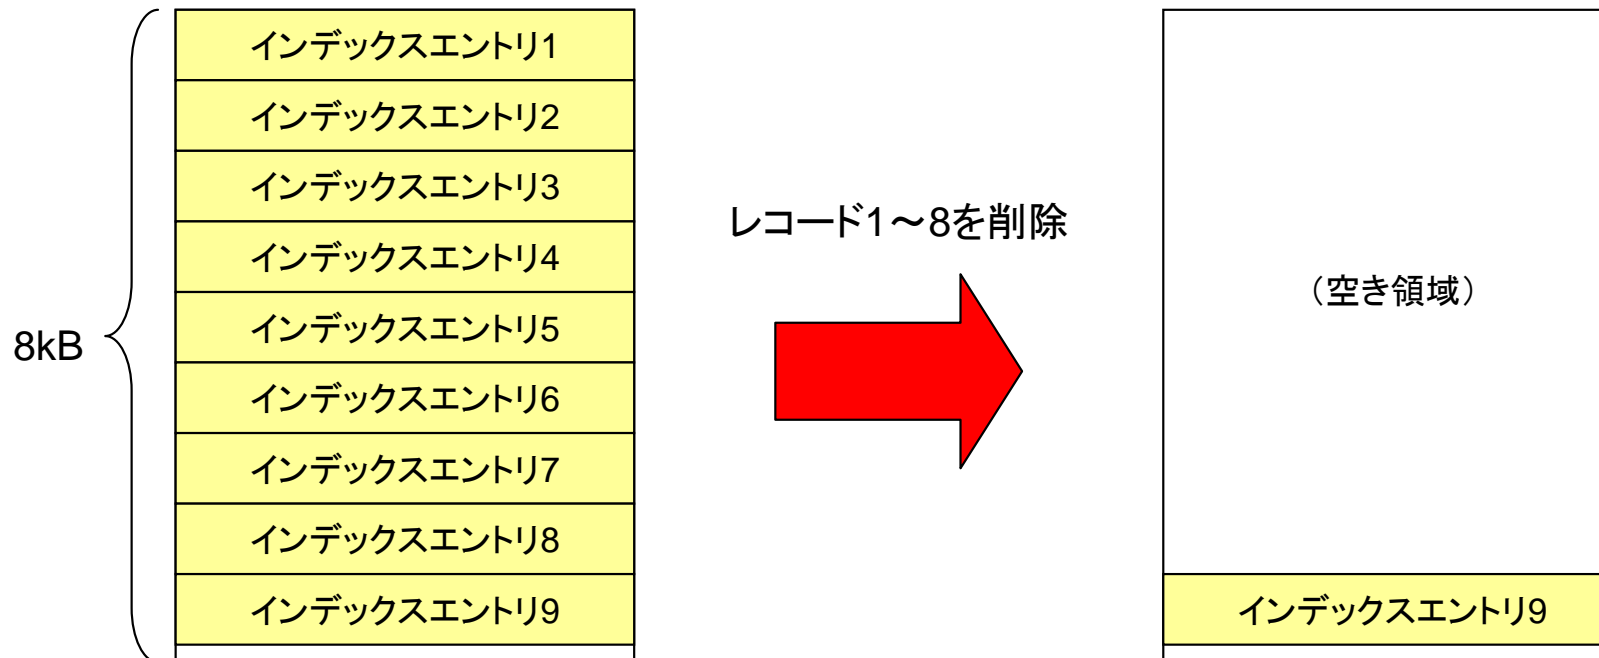 インデックスエントリ1
インデックスエントリ2
インデックスエントリ3
インデックスエントリ4
インデックスエントリ5
インデックスエントリ6
インデックスエントリ7
インデックスエントリ8
インデックスエントリ9
8kB
レコード1～8を削除
（空き領域）
インデックスエントリ9